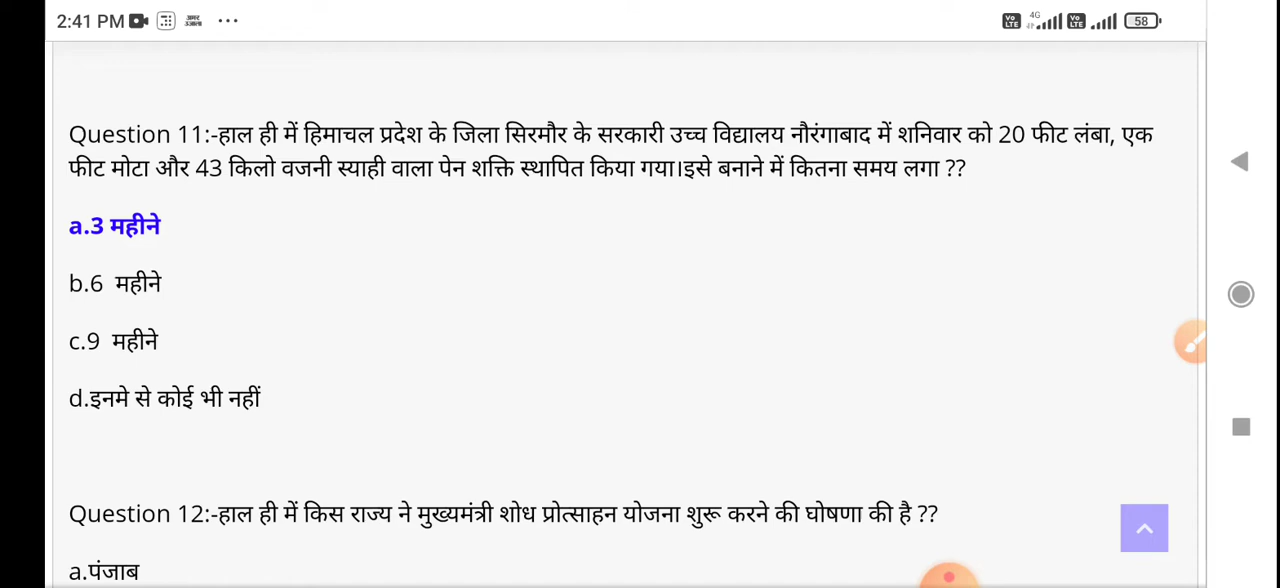 2:41 PM
4G
58
Question 11:-हाल ही में हिमाचल प्रदेश के जिला सिरमौर के सरकारी उच्च विद्यालय नौरंगाबाद में शनिवार को 20 फीट लंबा, एक
फीट मोटा और 43 किलो वजनी स्याही वाला पेन शक्ति स्थापित किया गया।इसे बनाने में कितना समय लगा ??
a.3 महीने
b.6 महीने
c.9 महीने
d.इनमे से कोई भी नहीं
Question 12:-हाल ही में किस राज्य ने मुख्यमंत्री शोध प्रोत्साहन योजना शुरू करने की घोषणा की है ??
a.पंजाब